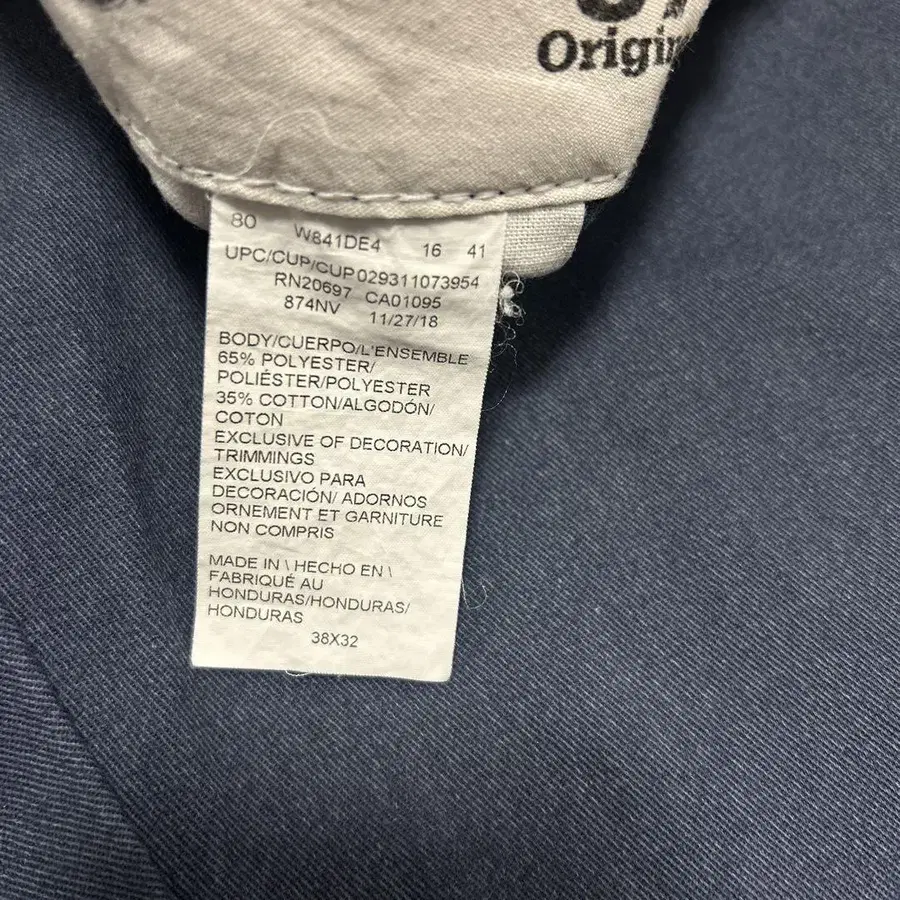 80 W841DE4 16 41
UPC/CUP/CUP 029311073954
RN20697 CA01095
874NV 11/27/18
BODY/CUERPO/L'ENSEMBLE
65% POLYESTER/
POLIÉSTER/POLYESTER
35% COTTON/ALGODÓN/
COTON
EXCLUSIVE OF DECORATION/
TRIMMINGS
EXCLUSIVO PARA
DECORACIÓN/ ADORNOS
ORNEMENT ET GARNITURE
NON COMPRIS
MADE IN \ HECHO EN \
FABRIQUÉ AU
HONDURAS/HONDURAS/
HONDURAS
38X32